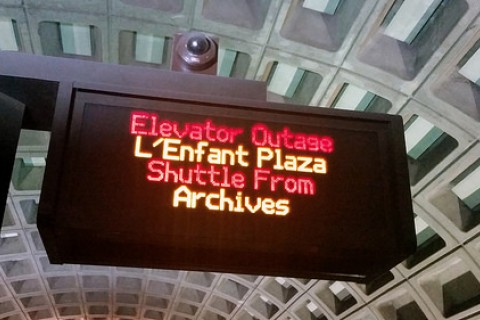 Elevator Outage
L'Enfant Plaza
Shuttle From
Archives